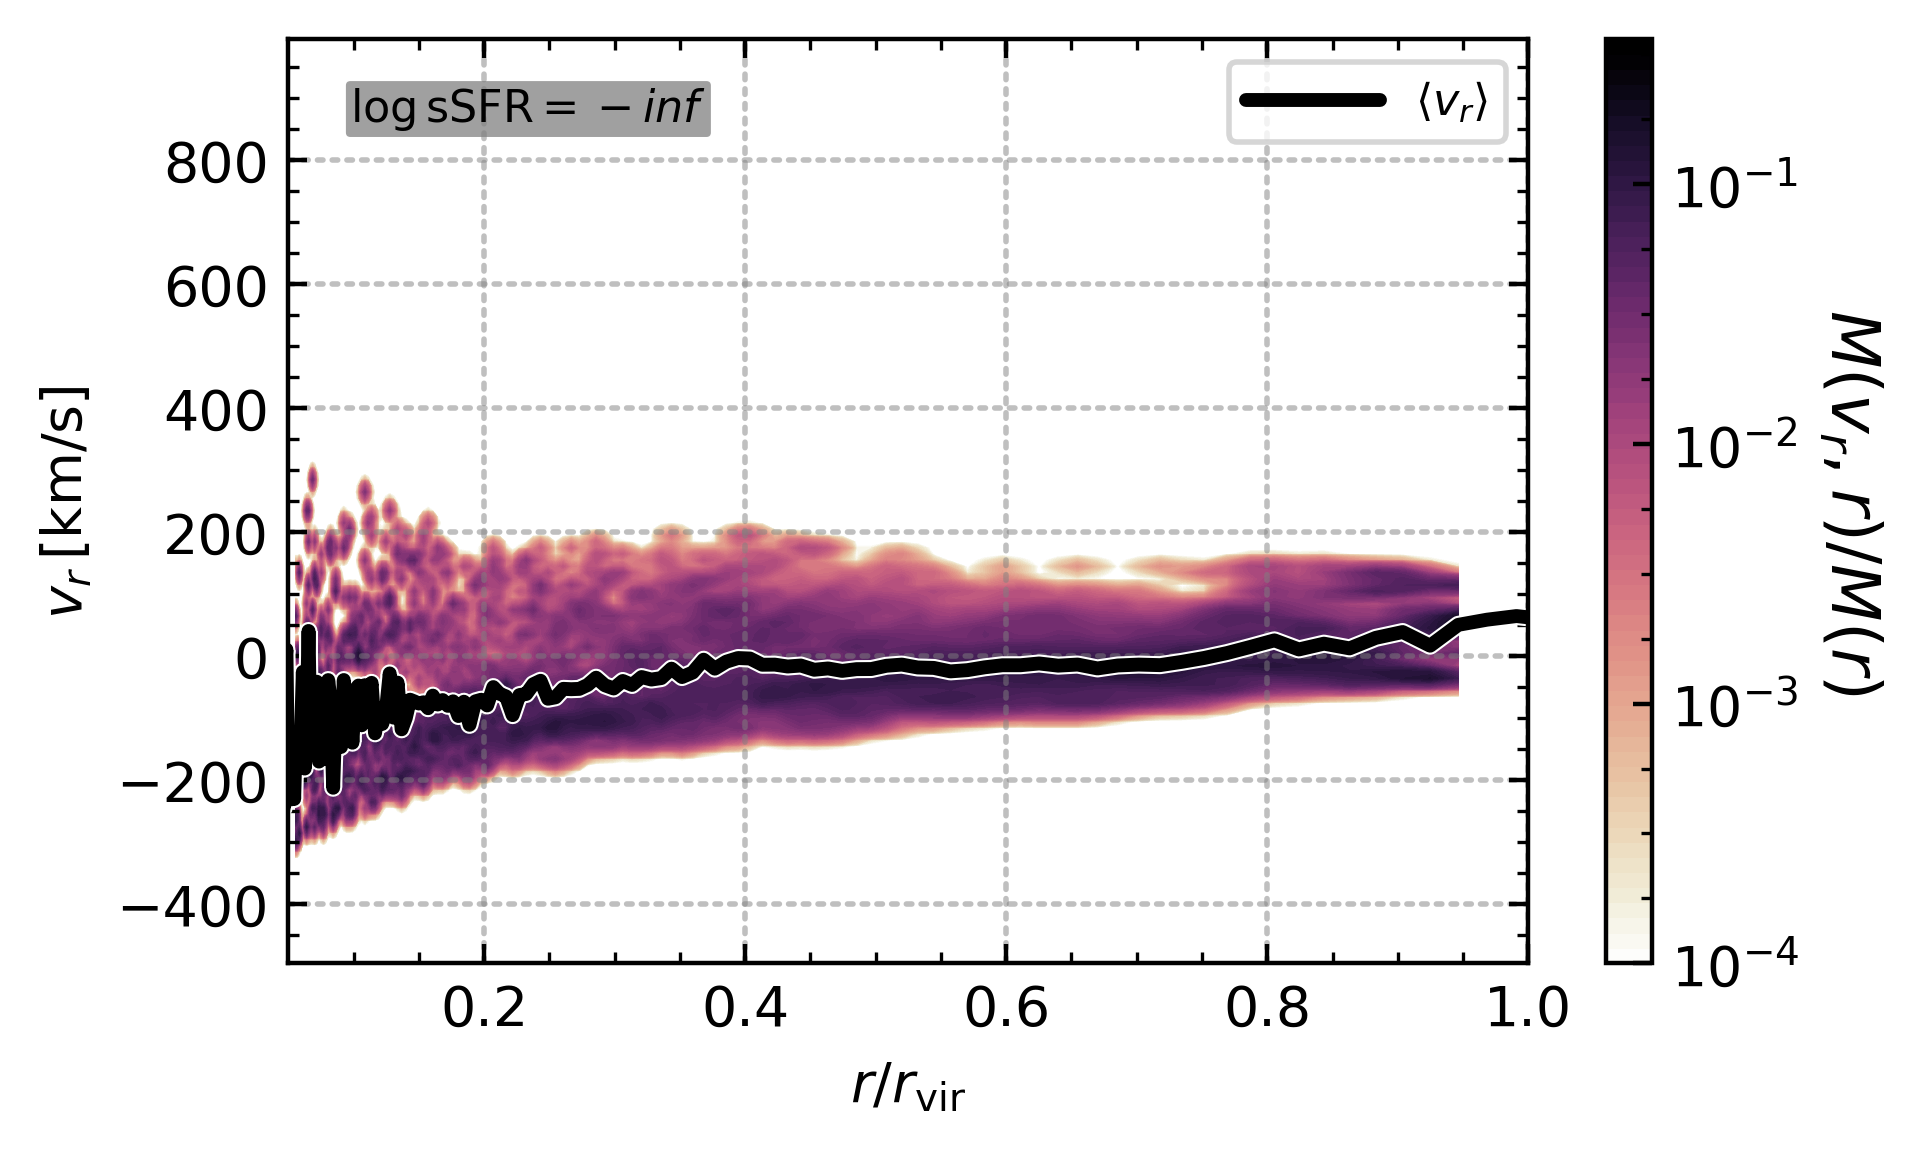 log sSFR = −inf
⟨v_r⟩
800
600
400
200
0
−200
−400
v_r [km/s]
0.2 0.4 0.6 0.8 1.0
r/r_vir
10⁻¹
10⁻²
10⁻³
10⁻⁴
M(v_r, r)/M(r)